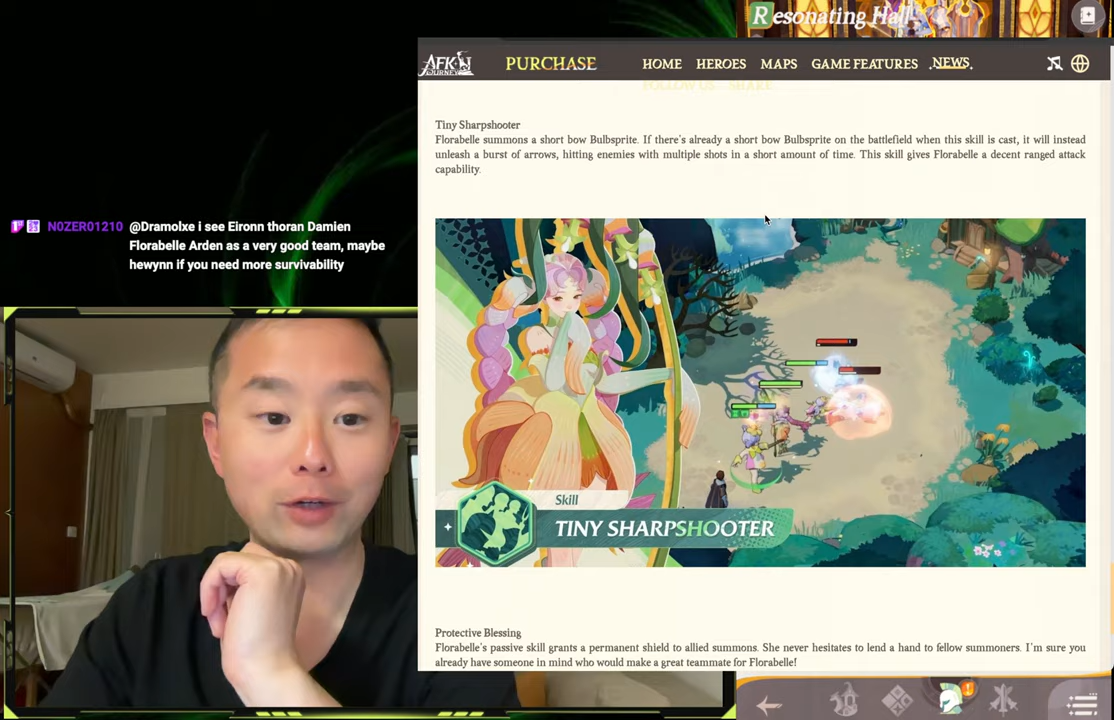 Resonating Hall
AFK JOURNEY
PURCHASE
HOME
HEROES
MAPS
GAME FEATURES
NEWS
FOLLOW US
SHARE
Tiny Sharpshooter
Florabelle summons a short bow Bulbsprite. If there's already a short bow Bulbsprite on the battlefield when this skill is cast, it will instead
unleash a burst of arrows, hitting enemies with multiple shots in a short amount of time. This skill gives Florabelle a decent ranged attack
capability.
N0ZER01210 @Dramolxe i see Eironn thoran Damien
Florabelle Arden as a very good team, maybe
hewynn if you need more survivability
Skill
TINY SHARPSHOOTER
Protective Blessing
Florabelle's passive skill grants a permanent shield to allied summons. She never hesitates to lend a hand to fellow summoners. I'm sure you
already have someone in mind who would make a great teammate for Florabelle!